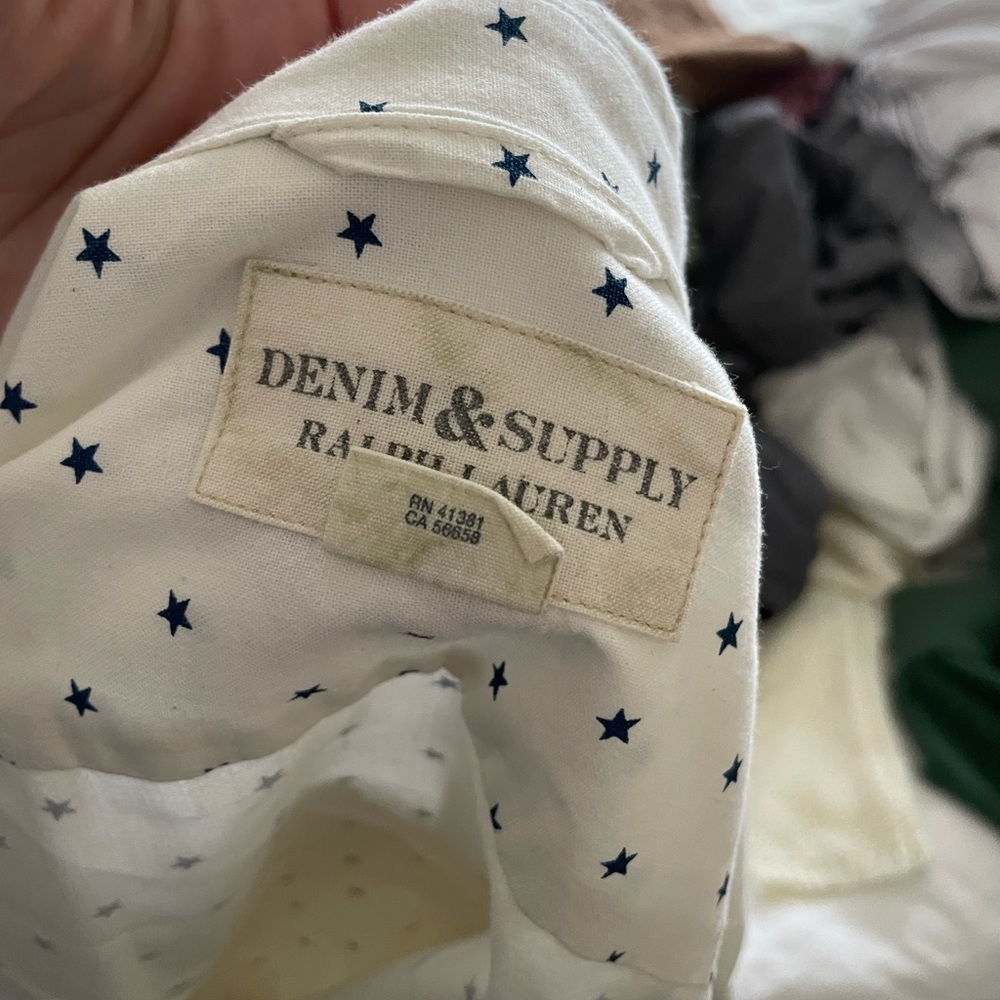 DENIM & SUPPLY
RALPH LAUREN
RN 41381
CA 56658